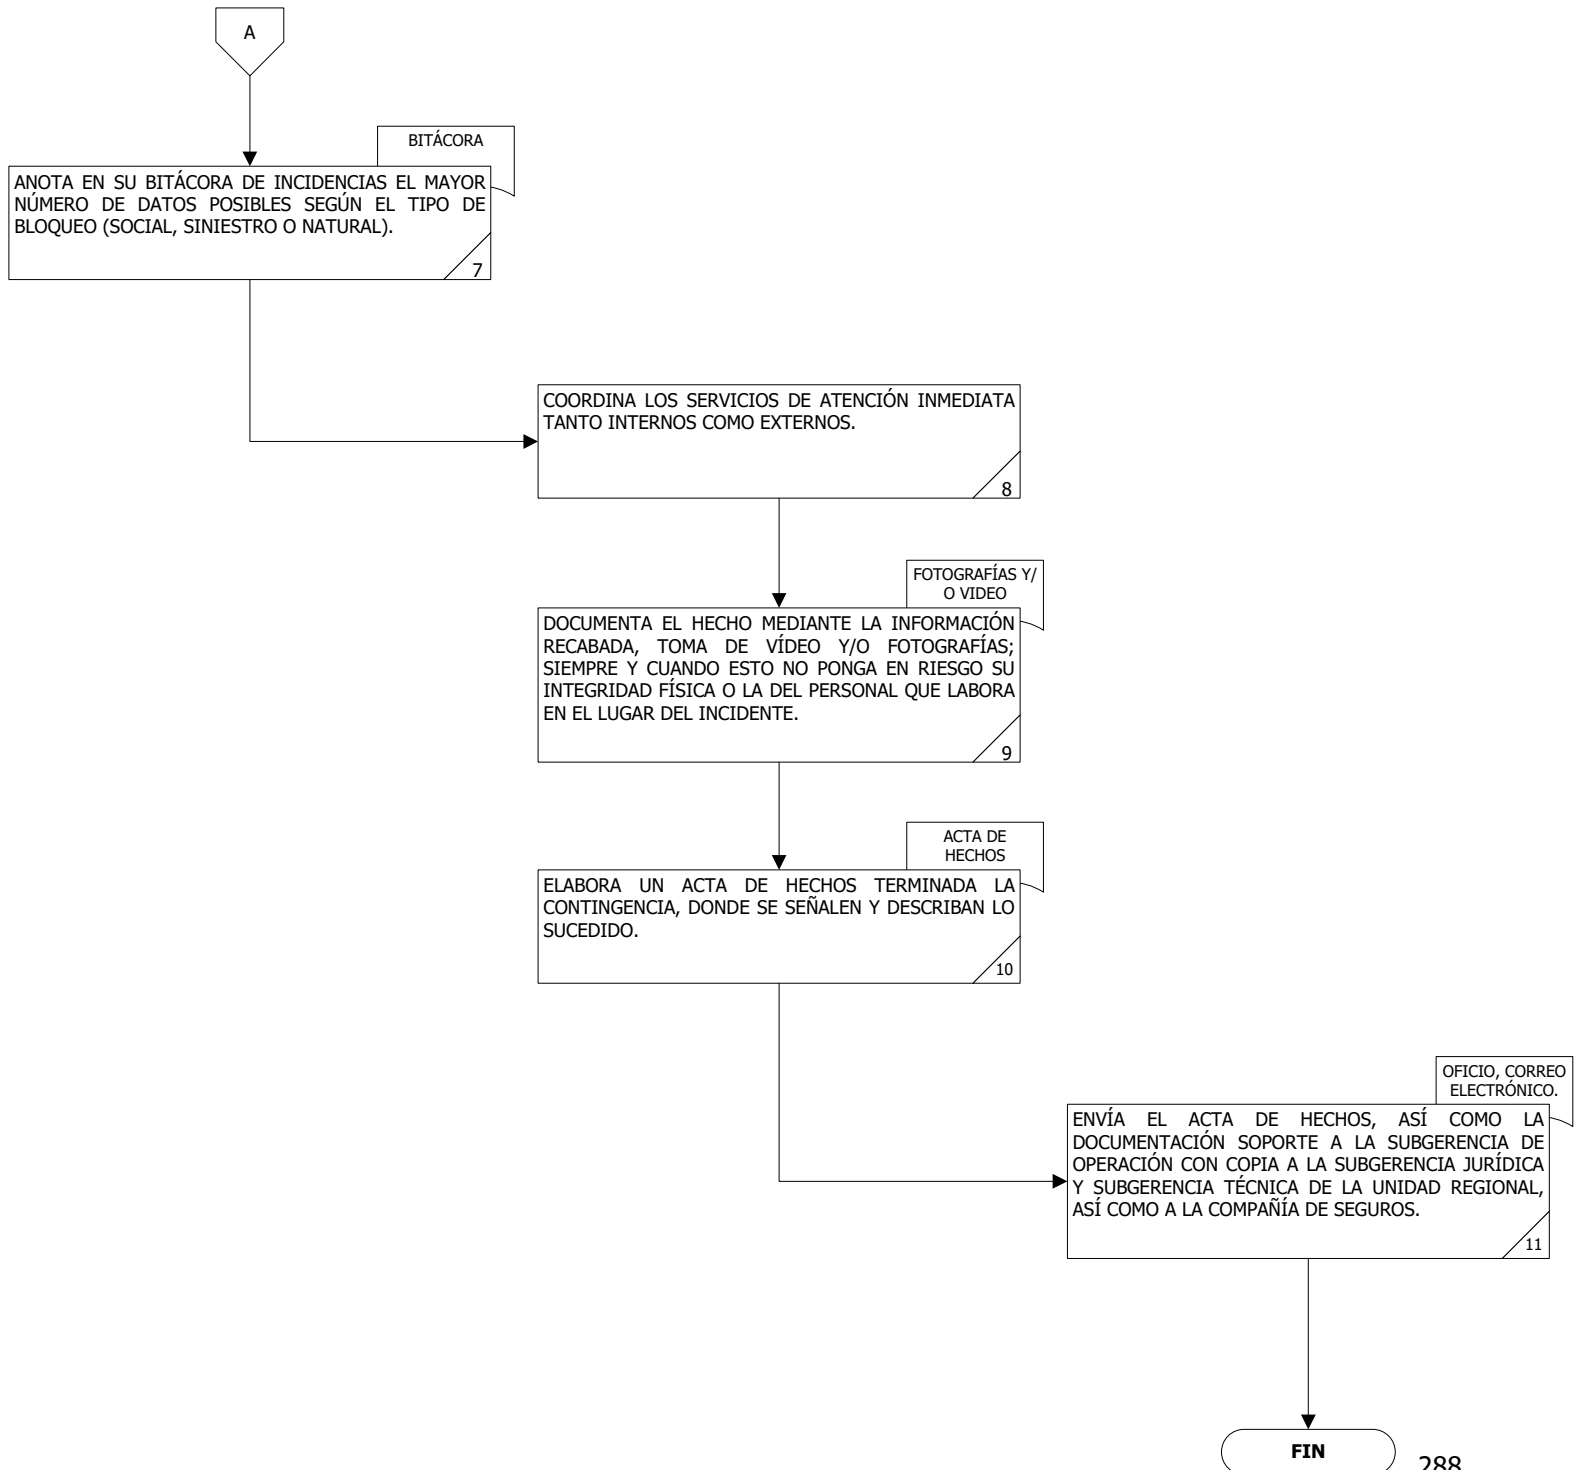 A
BITÁCORA
ANOTA EN SU BITÁCORA DE INCIDENCIAS EL MAYOR
NÚMERO DE DATOS POSIBLES SEGÚN EL TIPO DE
BLOQUEO (SOCIAL, SINIESTRO O NATURAL).
7
COORDINA LOS SERVICIOS DE ATENCIÓN INMEDIATA
TANTO INTERNOS COMO EXTERNOS.
8
FOTOGRAFÍAS Y/
O VIDEO
DOCUMENTA EL HECHO MEDIANTE LA INFORMACIÓN
RECABADA, TOMA DE VÍDEO Y/O FOTOGRAFÍAS;
SIEMPRE Y CUANDO ESTO NO PONGA EN RIESGO SU
INTEGRIDAD FÍSICA O LA DEL PERSONAL QUE LABORA
EN EL LUGAR DEL INCIDENTE.
9
ACTA DE
HECHOS
ELABORA UN ACTA DE HECHOS TERMINADA LA
CONTINGENCIA, DONDE SE SEÑALEN Y DESCRIBAN LO
SUCEDIDO.
10
OFICIO, CORREO
ELECTRÓNICO.
ENVÍA EL ACTA DE HECHOS, ASÍ COMO LA
DOCUMENTACIÓN SOPORTE A LA SUBGERENCIA DE
OPERACIÓN CON COPIA A LA SUBGERENCIA JURÍDICA
Y SUBGERENCIA TÉCNICA DE LA UNIDAD REGIONAL,
ASÍ COMO A LA COMPAÑÍA DE SEGUROS.
11
FIN
288